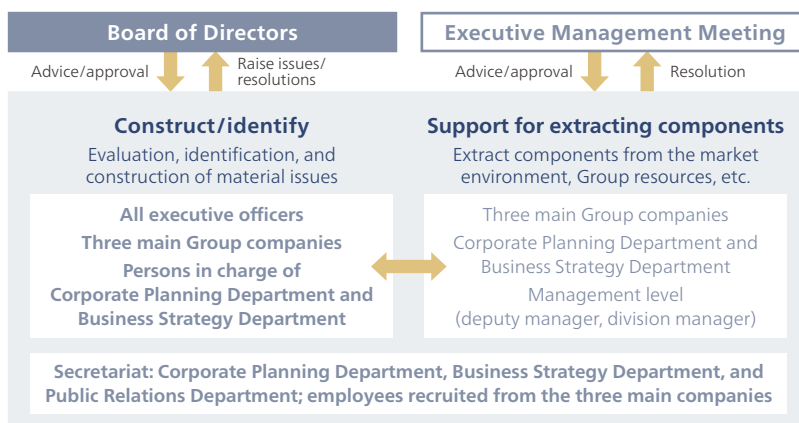 Board of Directors
Executive Management Meeting
Advice/approval
Raise issues/
resolutions
Advice/approval
Resolution
Construct/identify
Evaluation, identification, and
construction of material issues
All executive officers
Three main Group companies
Persons in charge of
Corporate Planning Department and
Business Strategy Department
Support for extracting components
Extract components from the market
environment, Group resources, etc.
Three main Group companies
Corporate Planning Department and
Business Strategy Department
Management level
(deputy manager, division manager)
Secretariat: Corporate Planning Department, Business Strategy Department, and
Public Relations Department; employees recruited from the three main companies